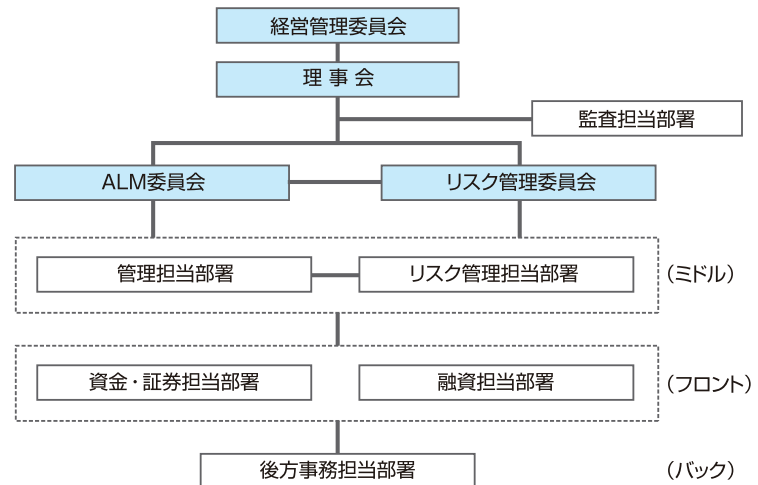 経営管理委員会
理事会
監査担当部署
ALM委員会
リスク管理委員会
管理担当部署
リスク管理担当部署
（ミドル）
資金・証券担当部署
融資担当部署
（フロント）
後方事務担当部署
（バック）